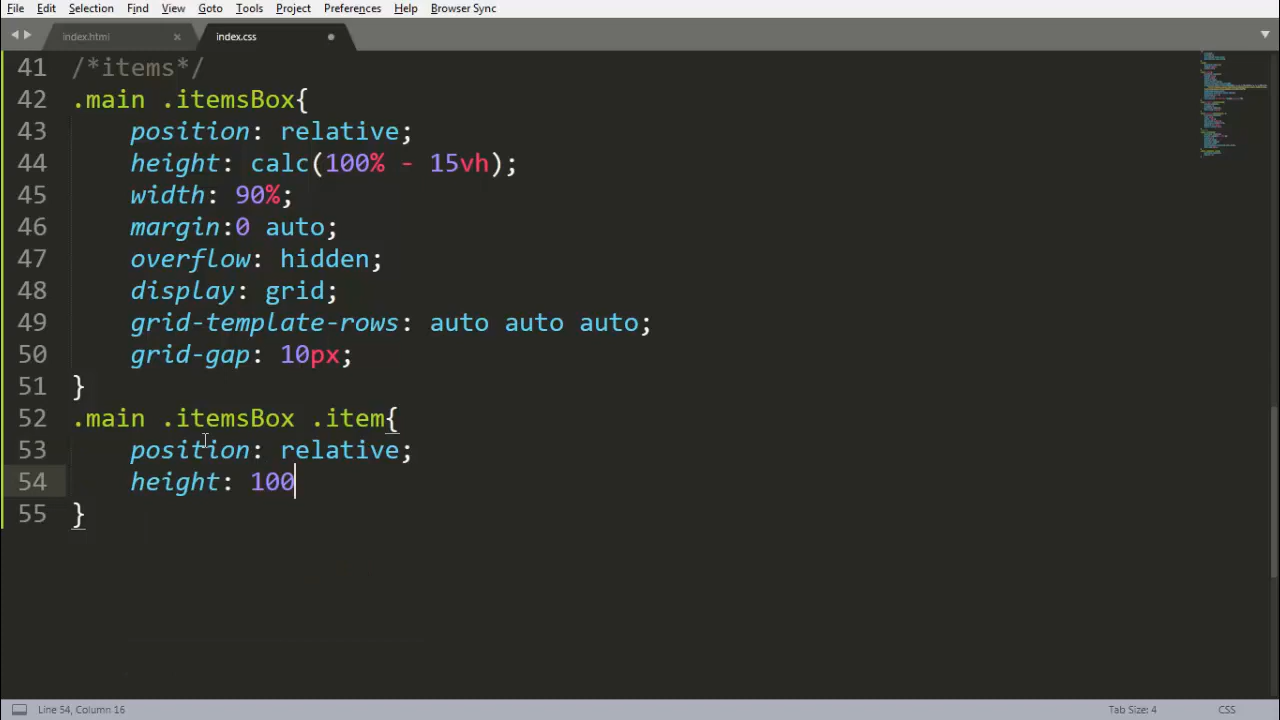 File Edit Selection Find View Goto Tools Project Preferences Help Browser Sync
index.html × index.css
41 /*items*/
42 .main .itemsBox{
43 position: relative;
44 height: calc(100% - 15vh);
45 width: 90%;
46 margin:0 auto;
47 overflow: hidden;
48 display: grid;
49 grid-template-rows: auto auto auto;
50 grid-gap: 10px;
51 }
52 .main .itemsBox .item{
53 position: relative;
54 height: 100
55 }
Line 54, Column 16 Tab Size: 4 CSS